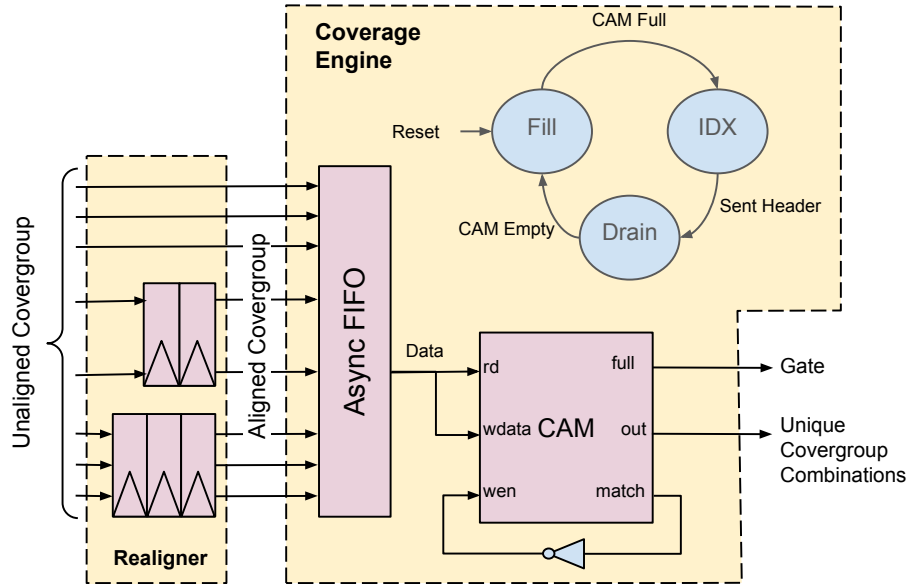 Coverage
Engine
CAM Full
Reset
Fill
IDX
CAM Empty
Sent Header
Drain
Unaligned Covergroup
Aligned Covergroup
Async FIFO
Data
rd
full
Gate
wdata
CAM
out
Unique
Covergroup
Combinations
wen
match
Realigner